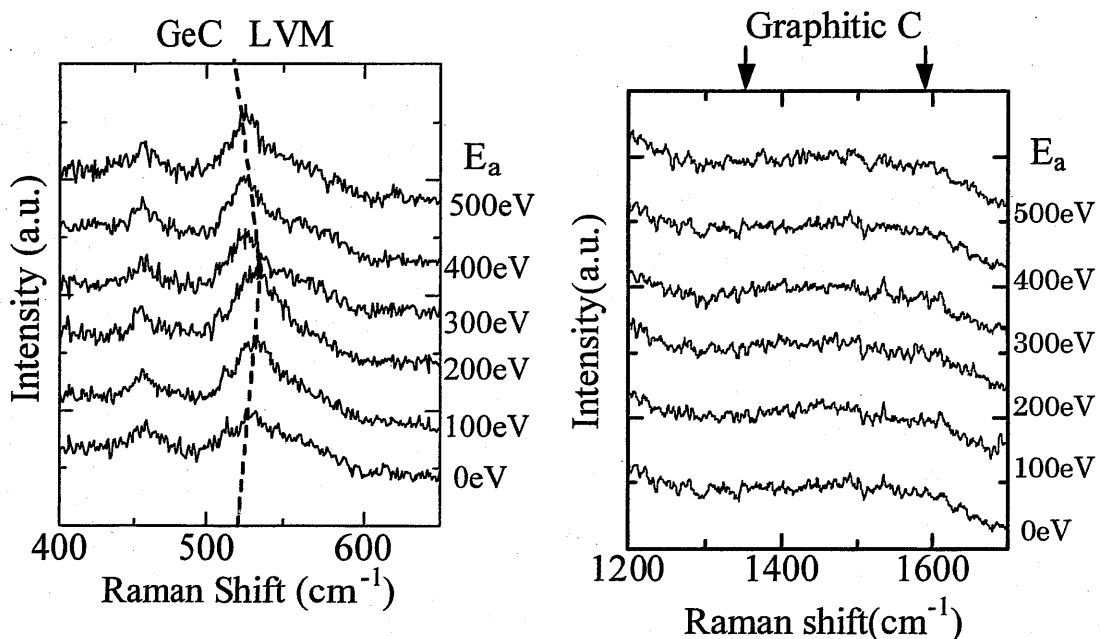 GeC LVM
Intensity (a.u.)
E_a
500eV
400eV
300eV
200eV
100eV
0eV
400 500 600
Raman Shift (cm⁻¹)
Graphitic C
Intensity(a.u.)
E_a
500eV
400eV
300eV
200eV
100eV
0eV
1200 1400 1600
Raman shift(cm⁻¹)